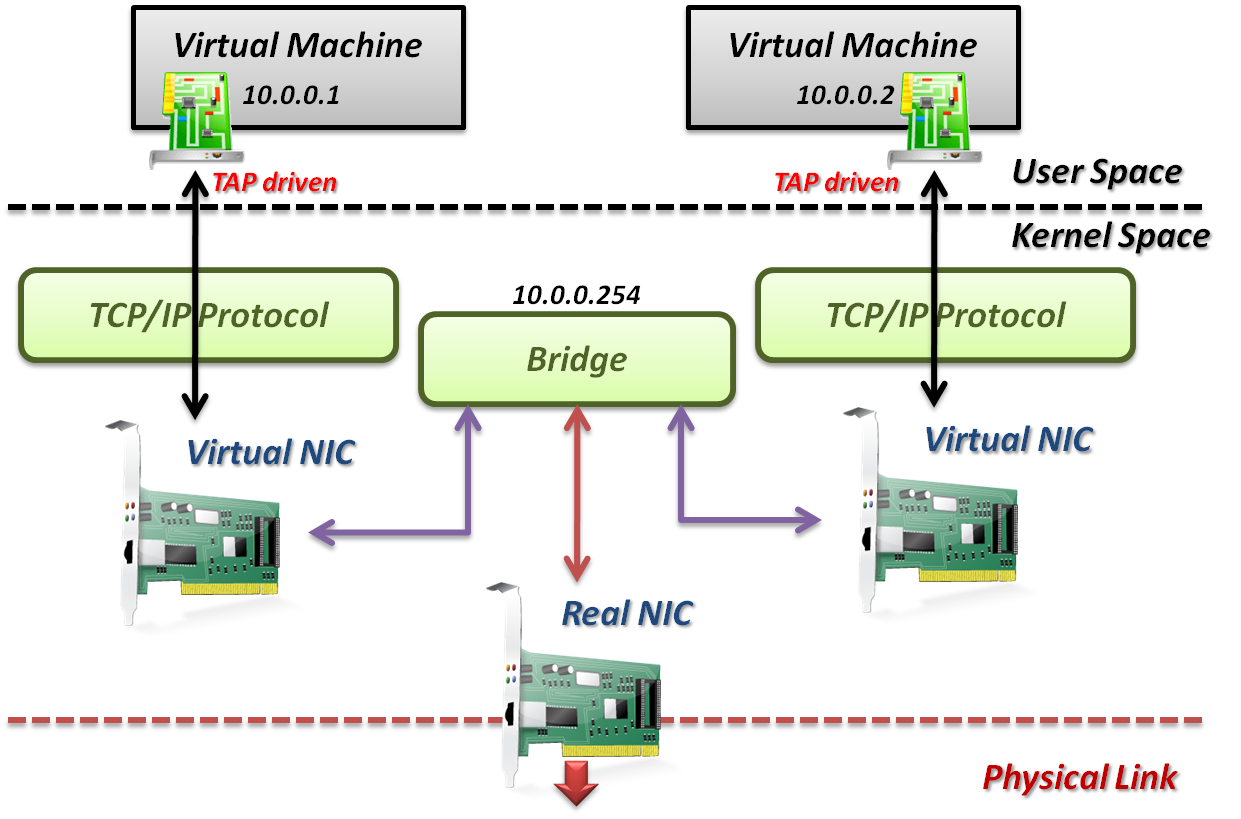 Virtual Machine
10.0.0.1
Virtual Machine
10.0.0.2
TAP driven
TAP driven
User Space
Kernel Space
TCP/IP Protocol
10.0.0.254
Bridge
TCP/IP Protocol
Virtual NIC
Virtual NIC
Real NIC
Physical Link